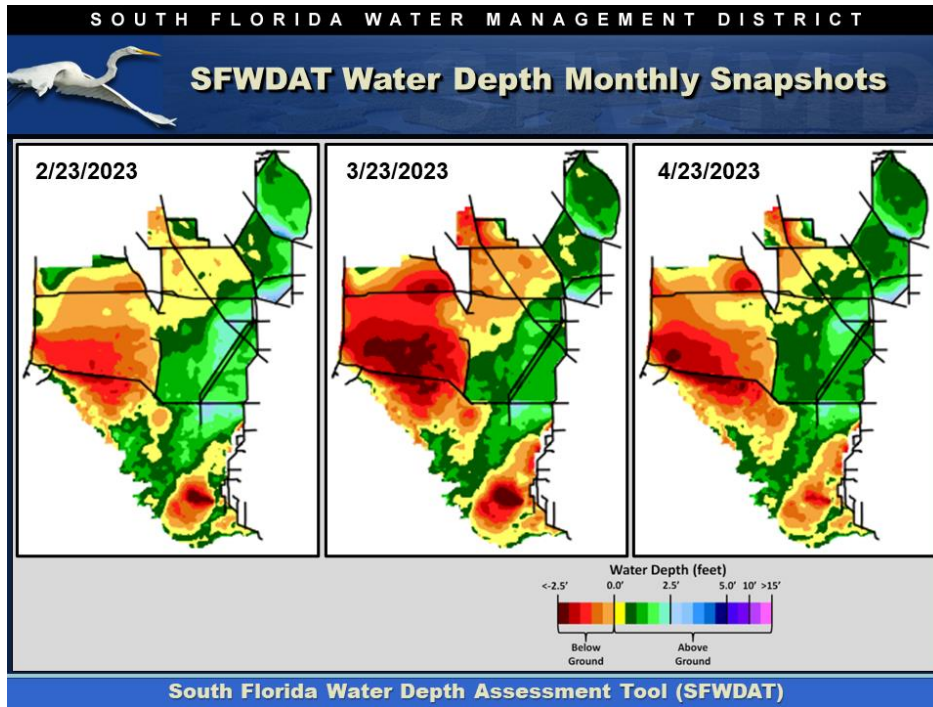 SOUTH FLORIDA WATER MANAGEMENT DISTRICT
SFWDAT Water Depth Monthly Snapshots
2/23/2023
3/23/2023
4/23/2023
Water Depth (feet)
<-2.5' 0.0' 2.5' 5.0' 10' >15'
Below Above
Ground Ground
South Florida Water Depth Assessment Tool (SFWDAT)